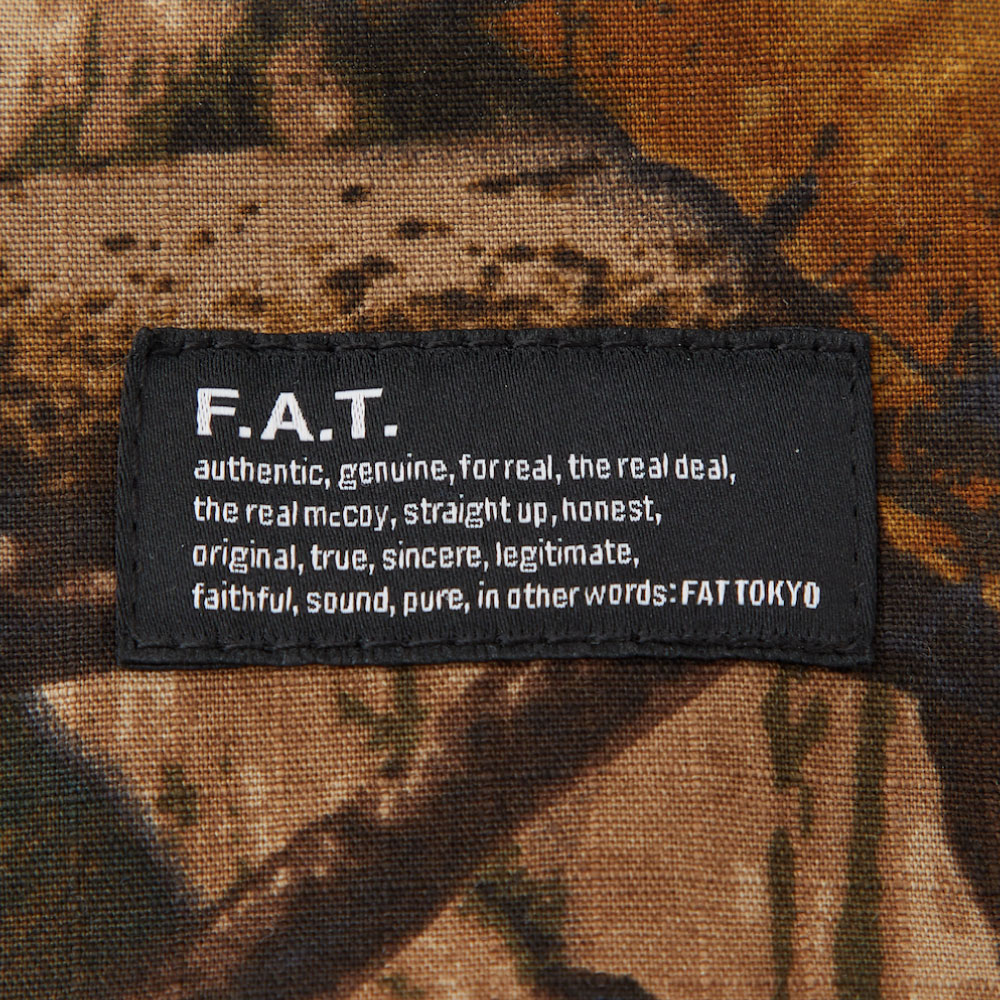 F.A.T.
authentic, genuine, for real, the real deal,
the real mccoy, straight up, honest,
original, true, sincere, legitimate,
faithful, sound, pure, in other words: FAT TOKYO